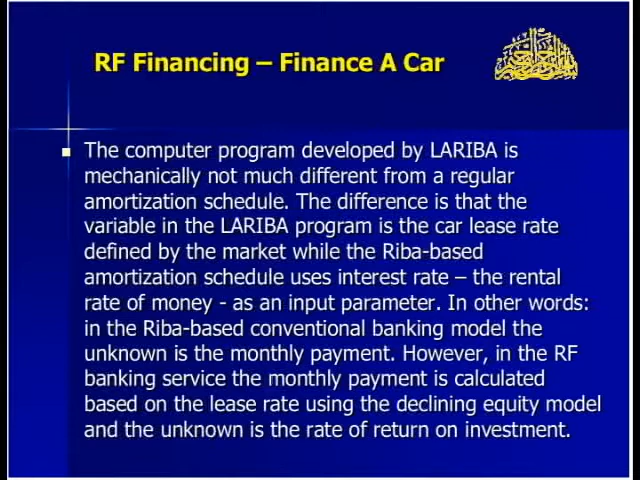 RF Financing – Finance A Car
The computer program developed by LARIBA is
mechanically not much different from a regular
amortization schedule. The difference is that the
variable in the LARIBA program is the car lease rate
defined by the market while the Riba-based
amortization schedule uses interest rate – the rental
rate of money - as an input parameter. In other words:
in the Riba-based conventional banking model the
unknown is the monthly payment. However, in the RF
banking service the monthly payment is calculated
based on the lease rate using the declining equity model
and the unknown is the rate of return on investment.